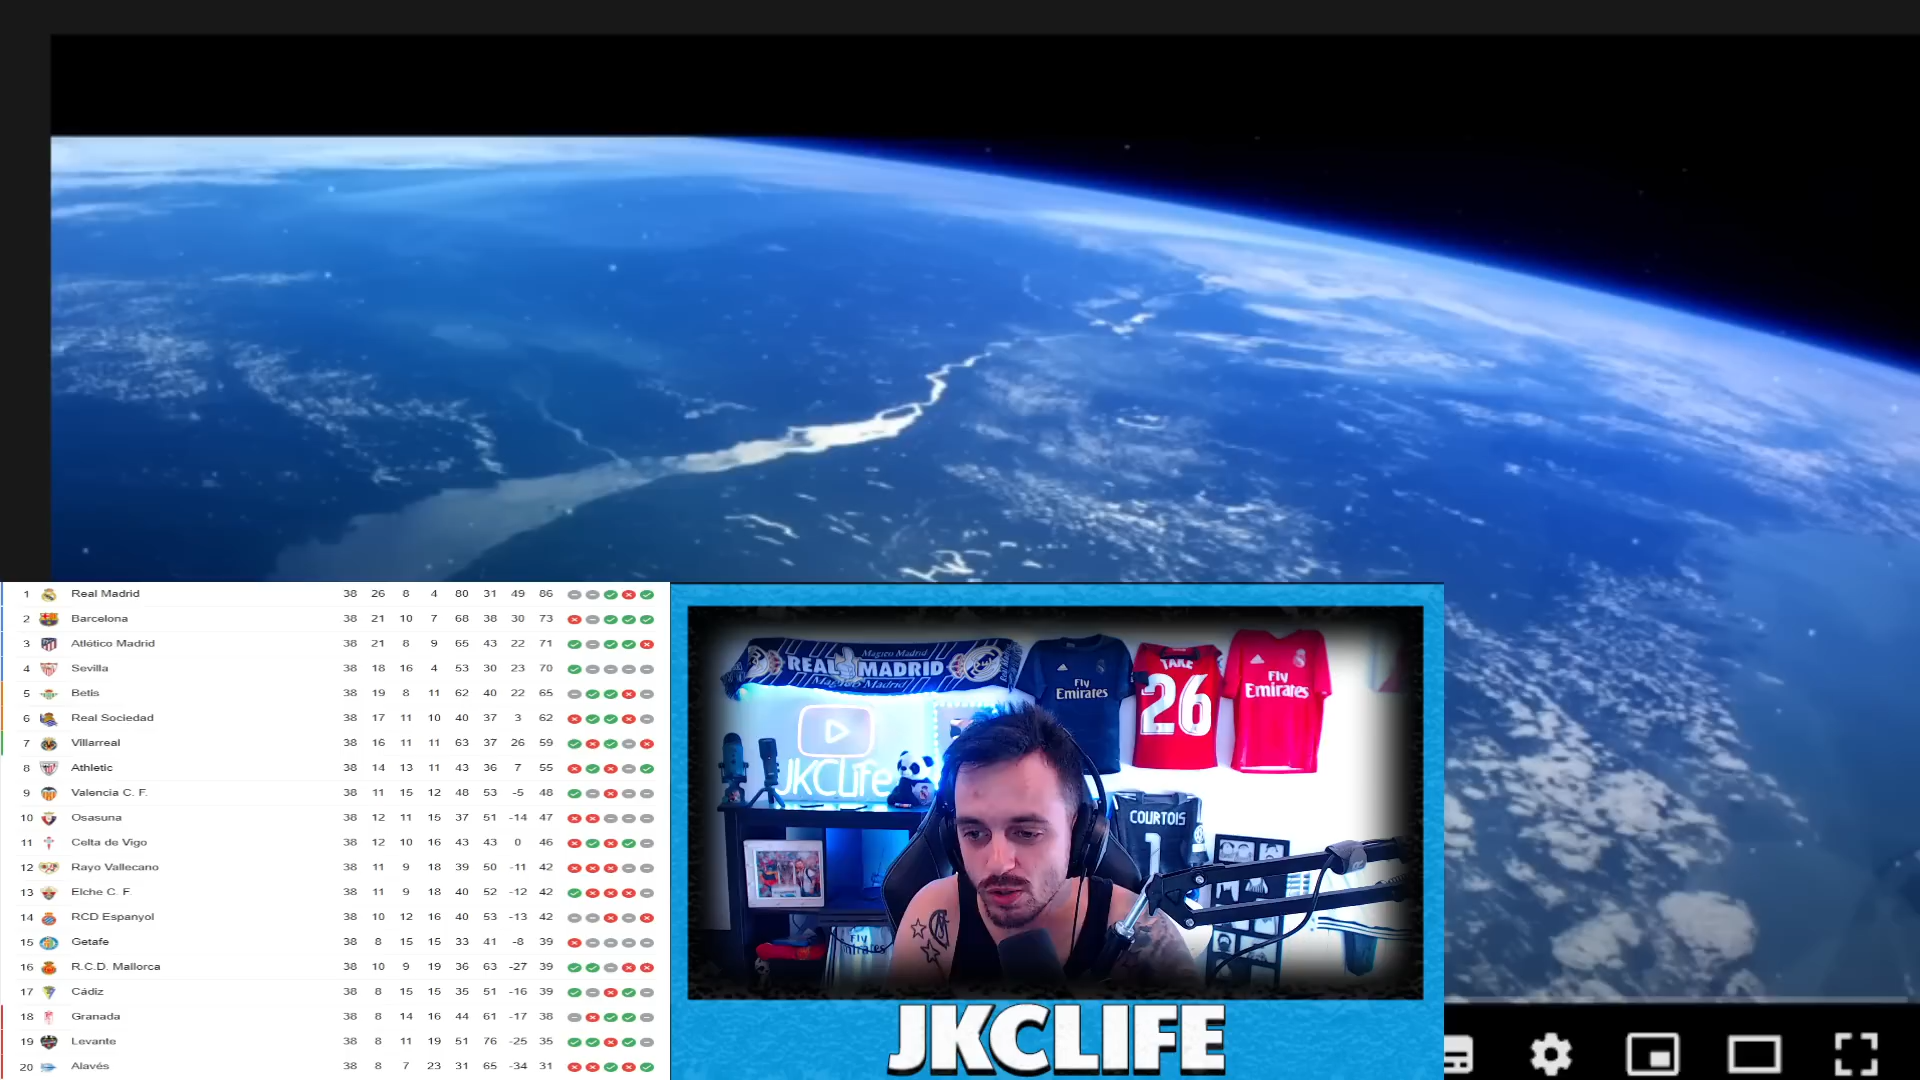 1 Real Madrid 38 26 8 4 80 31 49 86
2 Barcelona 38 21 10 7 68 38 30 73
3 Atlético Madrid 38 21 8 9 65 43 22 71
4 Sevilla 38 18 16 4 53 30 23 70
5 Betis 38 19 8 11 62 40 22 65
6 Real Sociedad 38 17 11 10 40 37 3 62
7 Villarreal 38 16 11 11 63 37 26 59
8 Athletic 38 14 13 11 43 36 7 55
9 Valencia C. F. 38 11 15 12 48 53 -5 48
10 Osasuna 38 12 11 15 37 51 -14 47
11 Celta de Vigo 38 12 10 16 43 43 0 46
12 Rayo Vallecano 38 11 9 18 39 50 -11 42
13 Elche C. F. 38 11 9 18 40 52 -12 42
14 RCD Espanyol 38 10 12 16 40 53 -13 42
15 Getafe 38 8 15 15 33 41 -8 39
16 R.C.D. Mallorca 38 10 9 19 36 63 -27 39
17 Cádiz 38 8 15 15 35 51 -16 39
18 Granada 38 8 14 16 44 61 -17 38
19 Levante 38 8 11 19 51 76 -25 35
20 Alavés 38 8 7 23 31 65 -34 31
Magico Madrid
REAL MADRID
Magico Madrid
Fly
Emirates
TAKE
26
Fly
Emirates
JKCLife
COURTOIS
1
Fly
Emirates
JKCLIFE